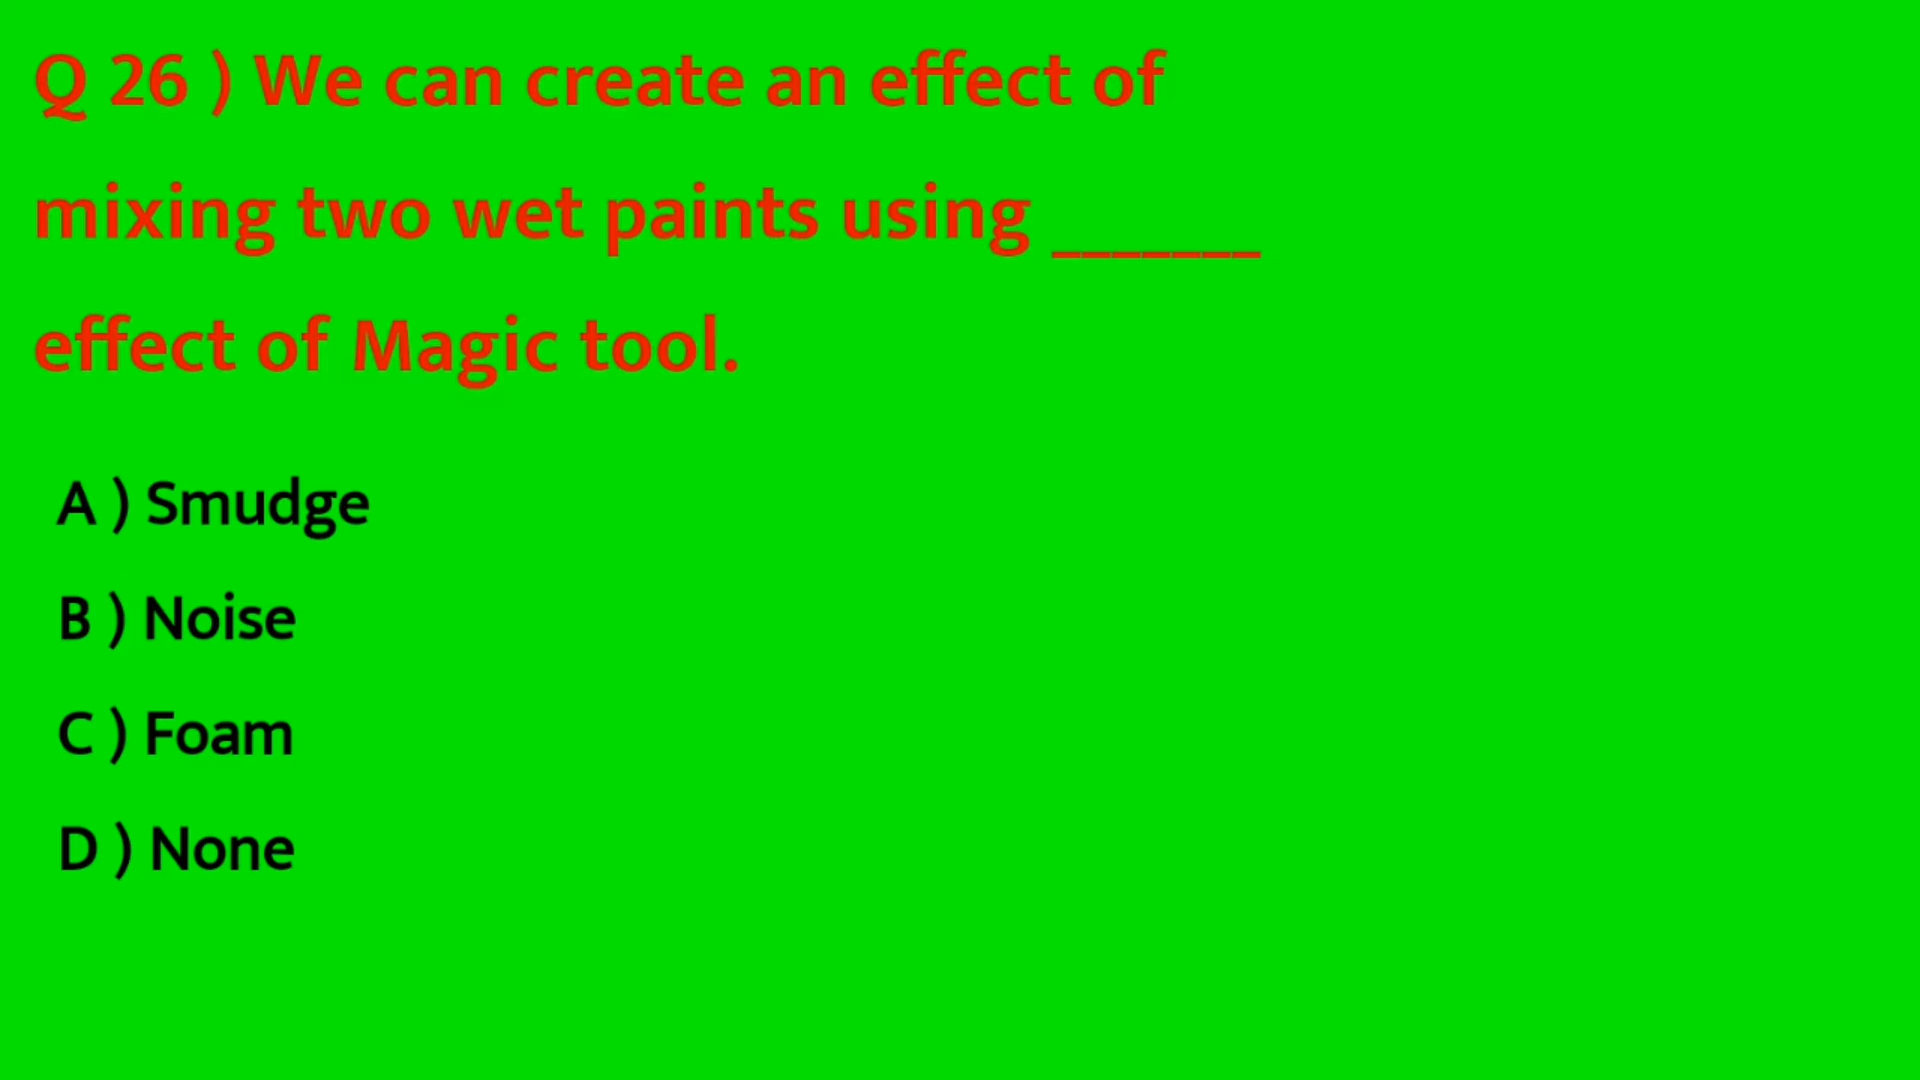 Q 26 ) We can create an effect of
mixing two wet paints using _______
effect of Magic tool.
A ) Smudge
B ) Noise
C ) Foam
D ) None